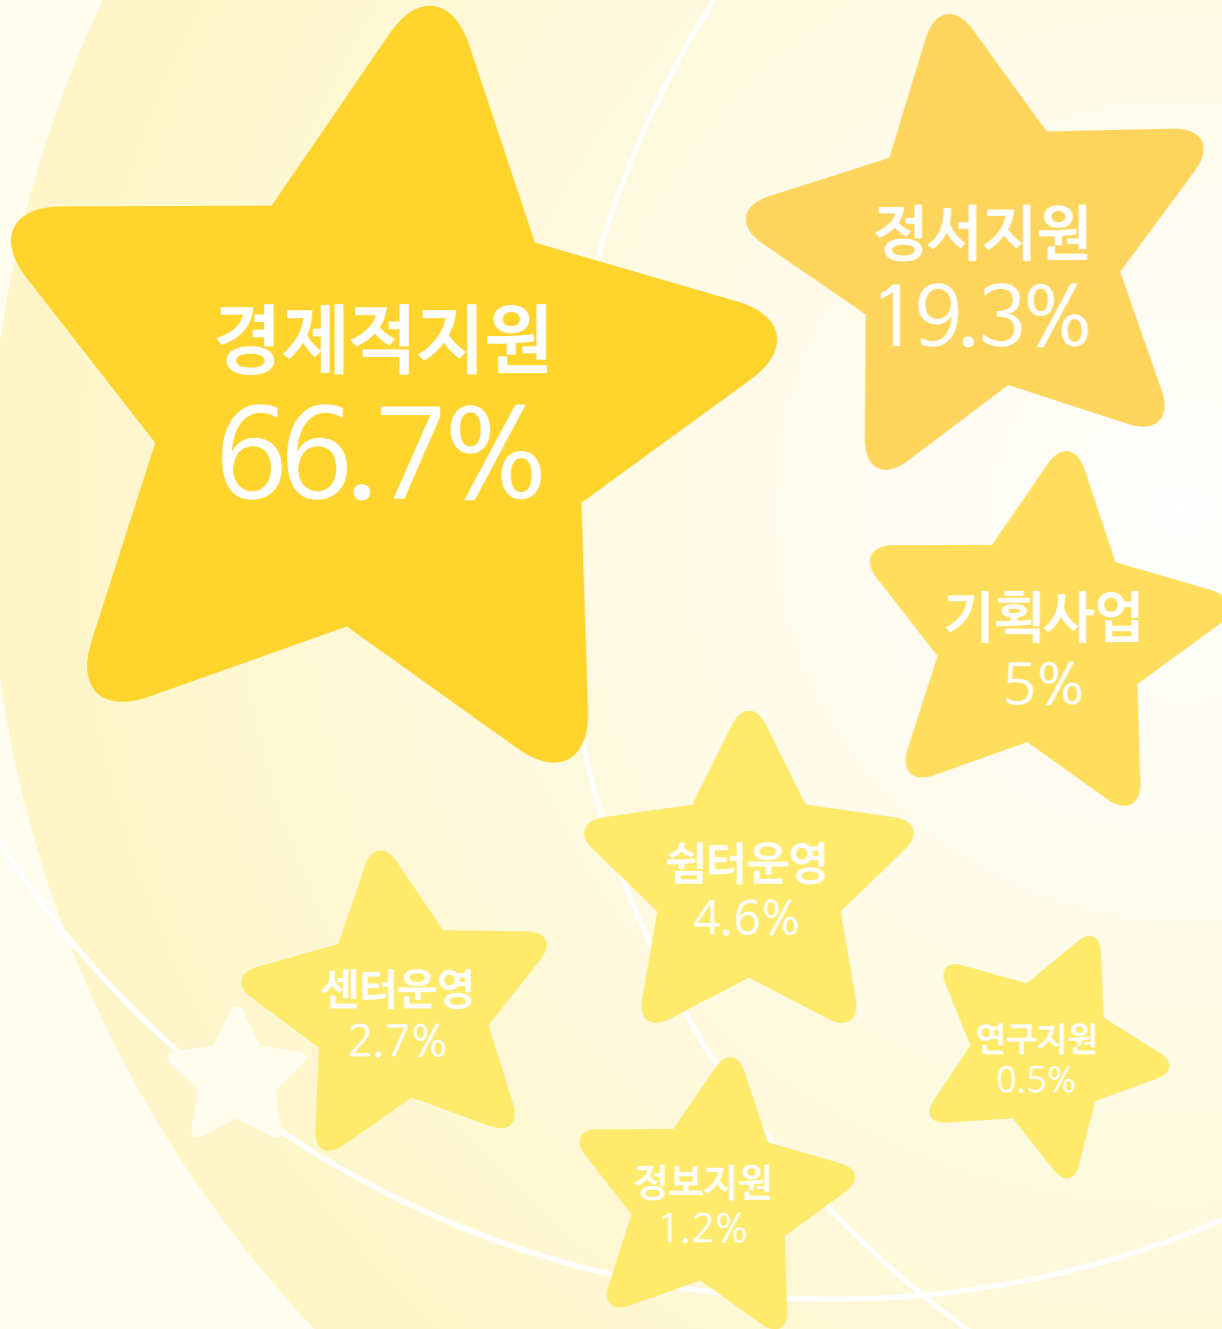 경제적지원
66.7%
정서지원
19.3%
기획사업
5%
쉼터운영
4.6%
센터운영
2.7%
정보지원
1.2%
연구지원
0.5%